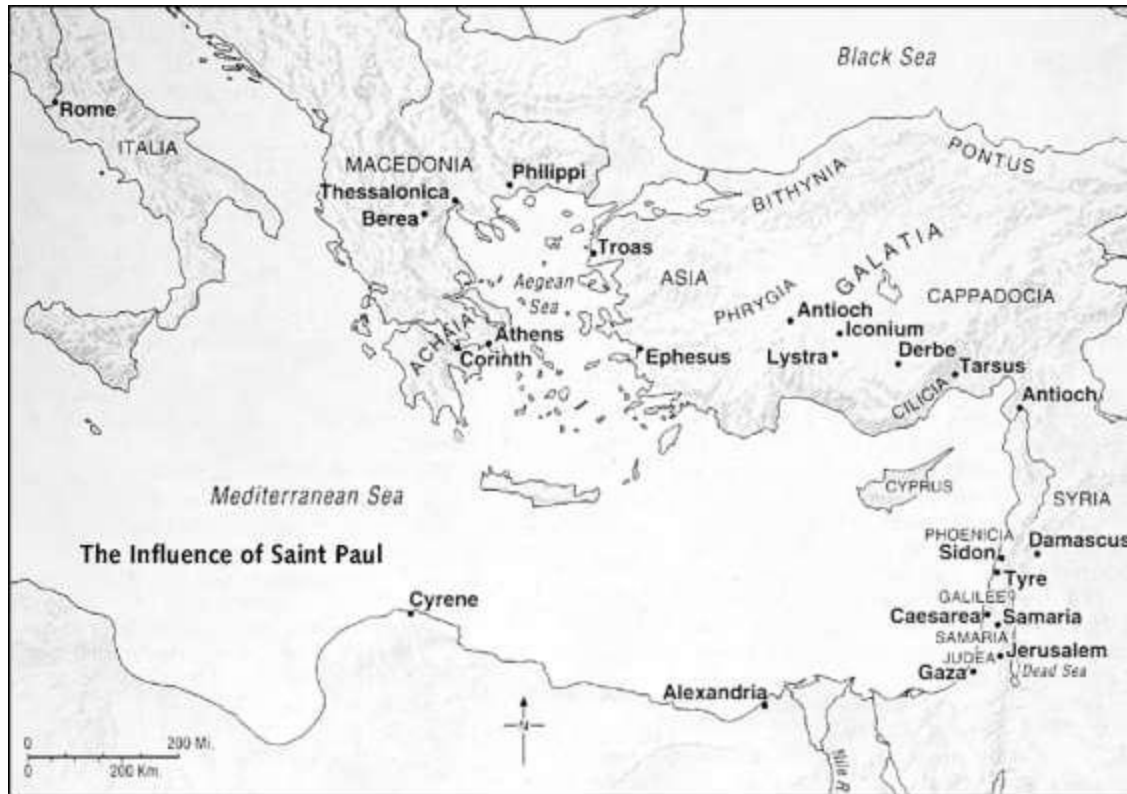 Black Sea
Rome
ITALIA
MACEDONIA
Thessalonica
Berea
Philippi
BITHYNIA
PONTUS
Troas
Aegean
Sea
ASIA
GALATIA
PHRYGIA
CAPPADOCIA
Antioch
Iconium
Lystra
Derbe
Tarsus
CILICIA
Antioch
ACHAIA
Athens
Corinth
Ephesus
Mediterranean Sea
CYPRUS
SYRIA
The Influence of Saint Paul
PHOENICIA
Sidon
Damascus
Tyre
GALILEE
Cyrene
Caesarea
Samaria
SAMARIA
JUDEA
Jerusalem
Gaza
Dead Sea
Alexandria
Nile R
0 200 Mi.
0 200 Km.